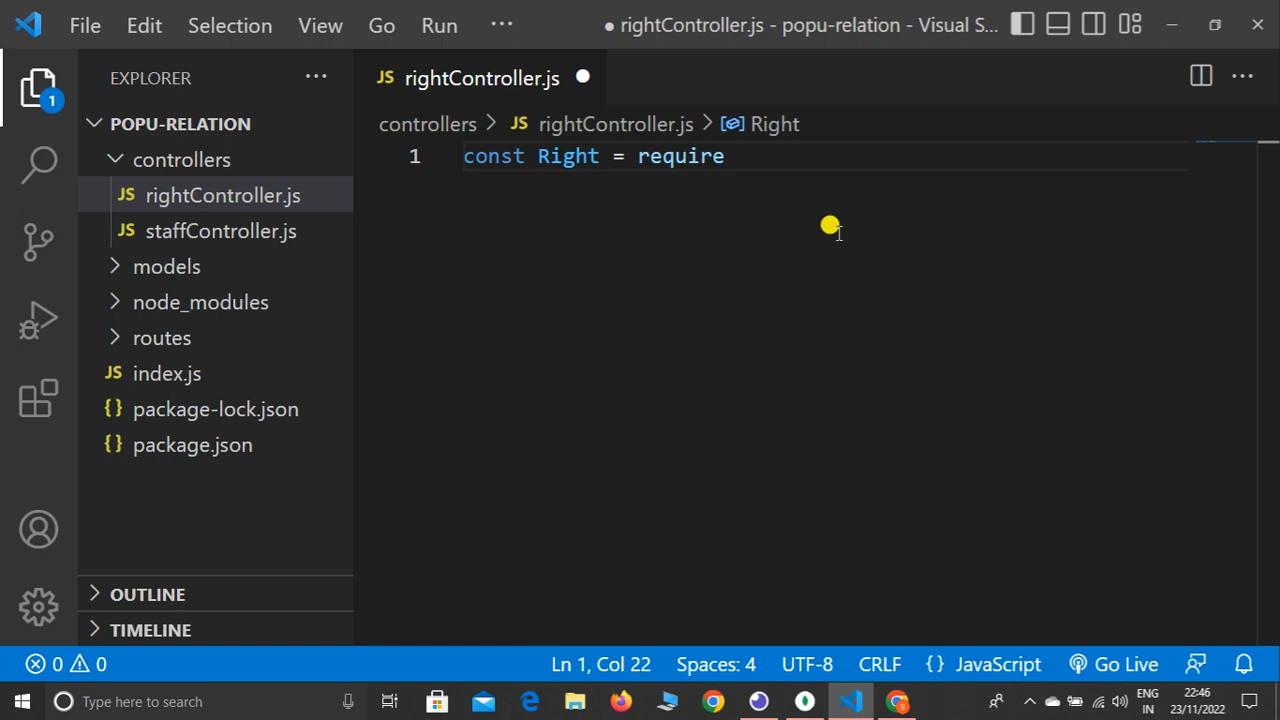 File Edit Selection View Go Run ··· ● rightController.js - popu-relation - Visual S...
EXPLORER ···
JS rightController.js ●
1
POPU-RELATION
controllers > JS rightController.js > Right
controllers
1 const Right = require
JS rightController.js
JS staffController.js
models
node_modules
routes
JS index.js
{} package-lock.json
{} package.json
OUTLINE
TIMELINE
0 0 Ln 1, Col 22 Spaces: 4 UTF-8 CRLF {} JavaScript Go Live
Type here to search ENG 22:46
IN 23/11/2022